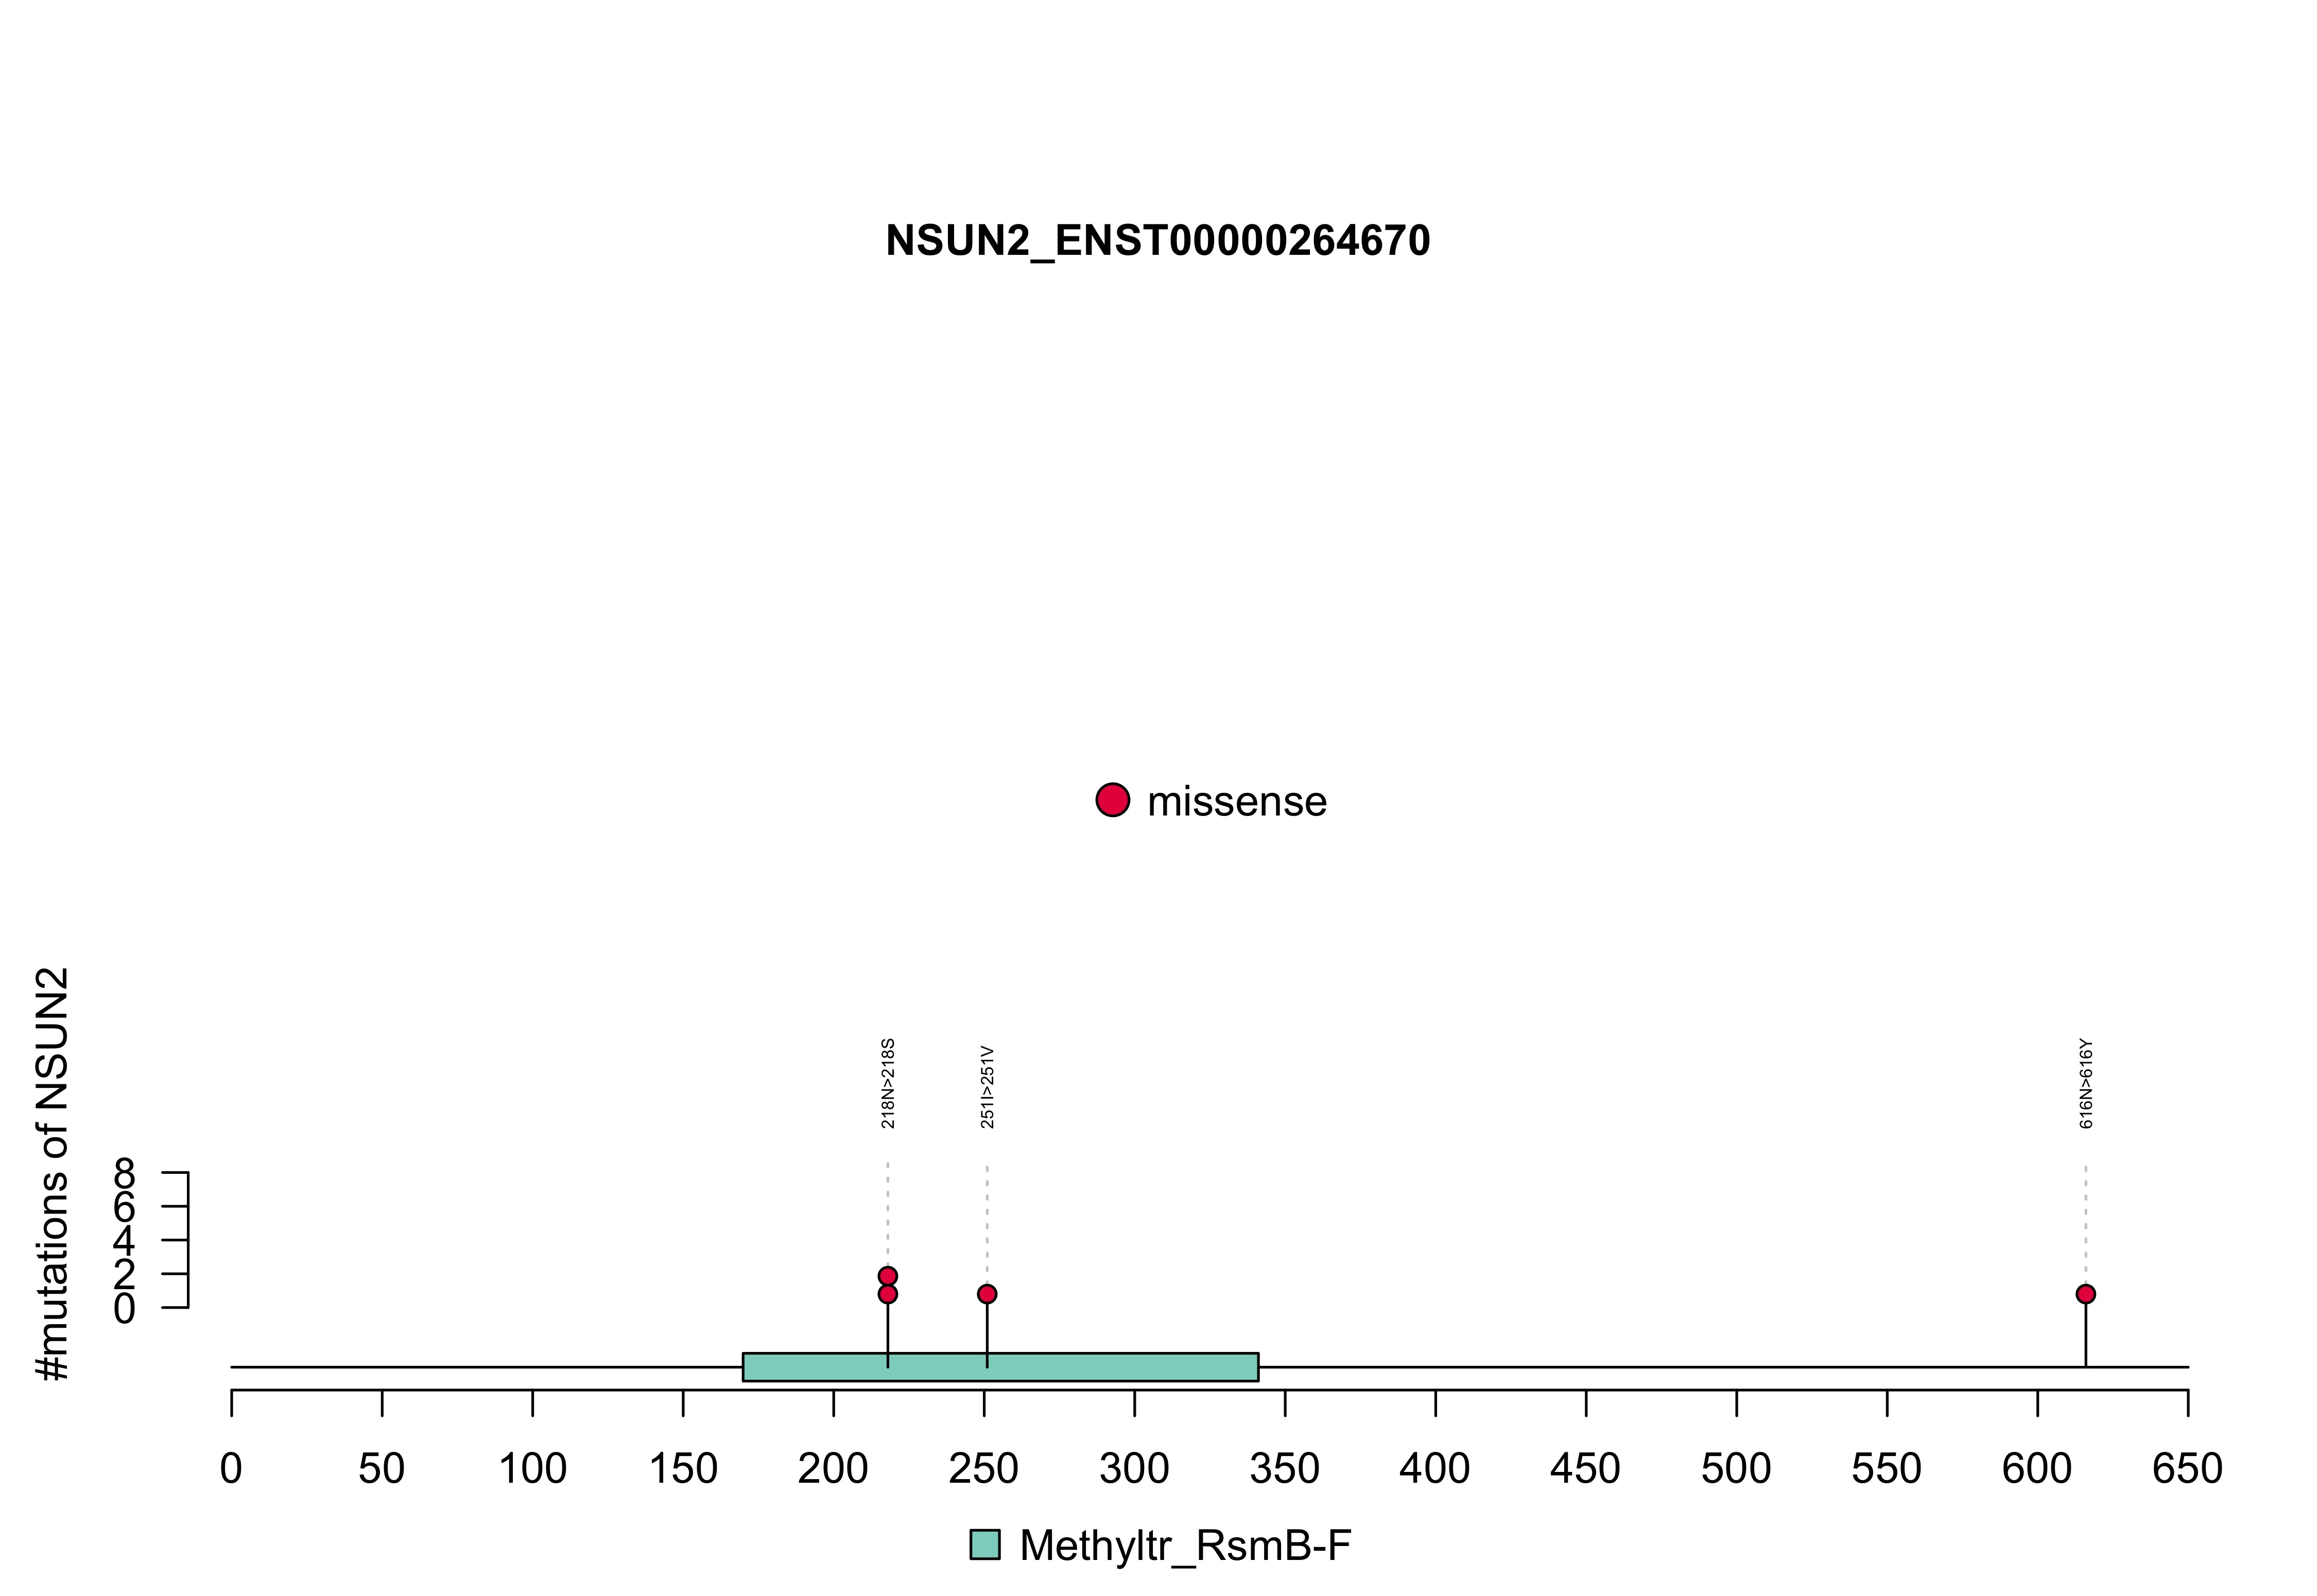 NSUN2_ENST00000264670
missense
#mutations of NSUN2
218N>218S
251I>251V
616N>616Y
8
6
4
2
0
0 50 100 150 200 250 300 350 400 450 500 550 600 650
Methyltr_RsmB-F